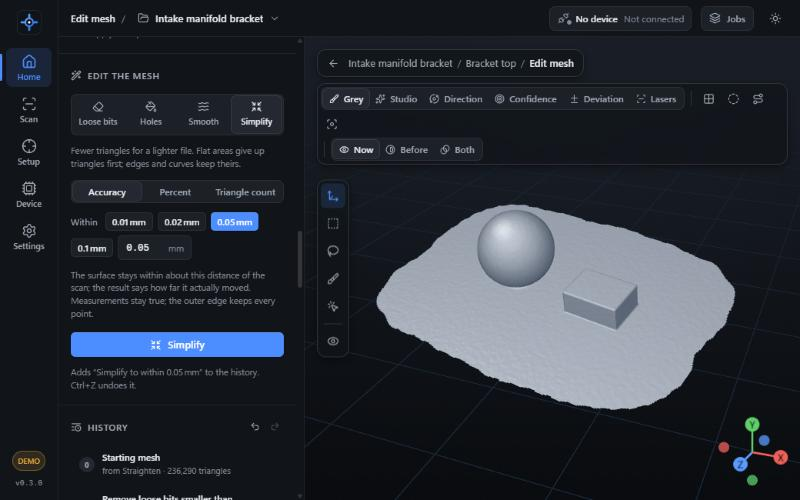 Edit mesh / Intake manifold bracket
No device Not connected
Jobs
Home
Scan
Setup
Device
Settings
DEMO
v0.3.0
EDIT THE MESH
Loose bits Holes Smooth Simplify
Fewer triangles for a lighter file. Flat areas give up
triangles first; edges and curves keep theirs.
Accuracy Percent Triangle count
Within 0.01 mm 0.02 mm 0.05 mm
0.1 mm 0.05 mm
The surface stays within about this distance of the
scan; the result says how far it actually moved.
Measurements stay true; the outer edge keeps every
point.
Simplify
Adds "Simplify to within 0.05 mm" to the history.
Ctrl+Z undoes it.
HISTORY
0 Starting mesh
from Straighten · 236,290 triangles
Remove loose bits smaller than
Intake manifold bracket / Bracket top / Edit mesh
Grey Studio Direction Confidence Deviation Lasers
Now Before Both
Y
X
Z